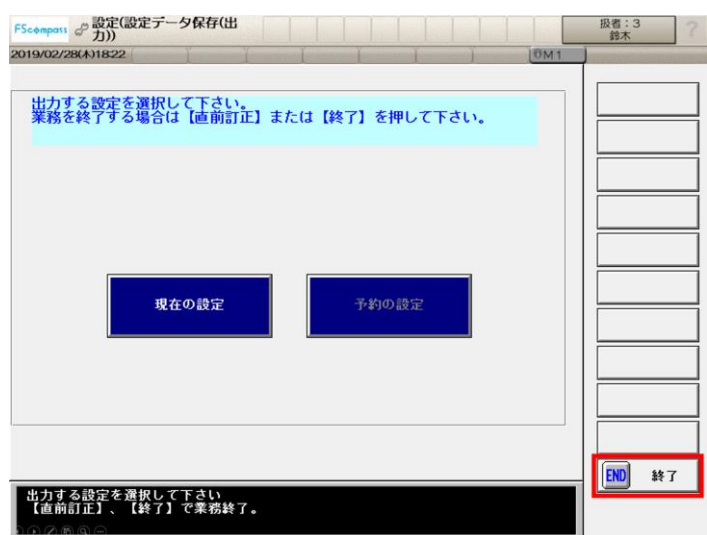 FScompass
設定(設定データ保存(出
力))
扱者：3
鈴木
?
2019/02/28(木)18:22
0M1
出力する設定を選択して下さい。
業務を終了する場合は【直前訂正】または【終了】を押して下さい。
現在の設定
予約の設定
END 終了
出力する設定を選択して下さい
【直前訂正】、【終了】で業務終了。